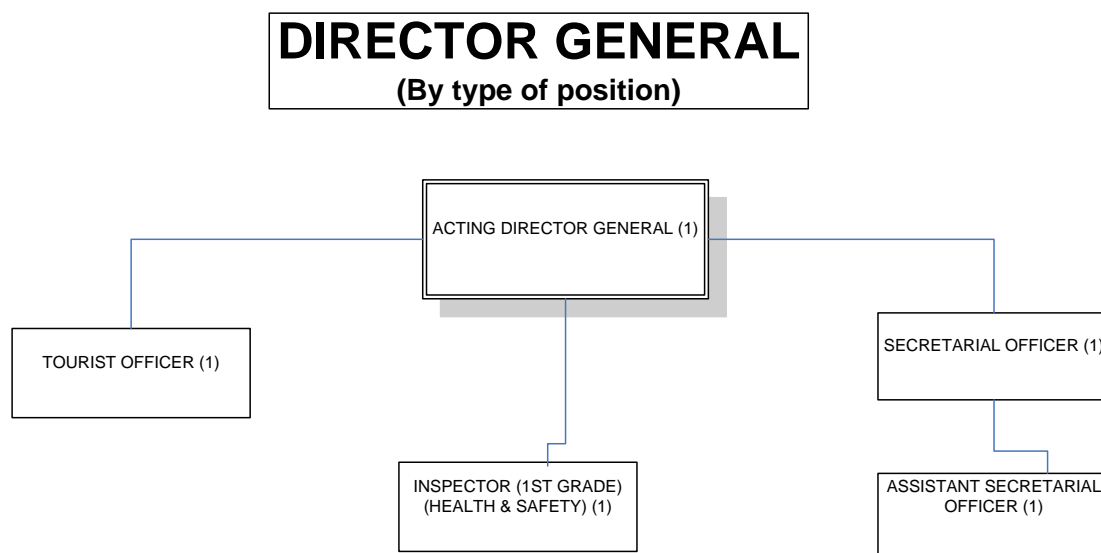 DIRECTOR GENERAL
(By type of position)
ACTING DIRECTOR GENERAL (1)
TOURIST OFFICER (1)
SECRETARIAL OFFICER (1)
INSPECTOR (1ST GRADE)
(HEALTH & SAFETY) (1)
ASSISTANT SECRETARIAL
OFFICER (1)